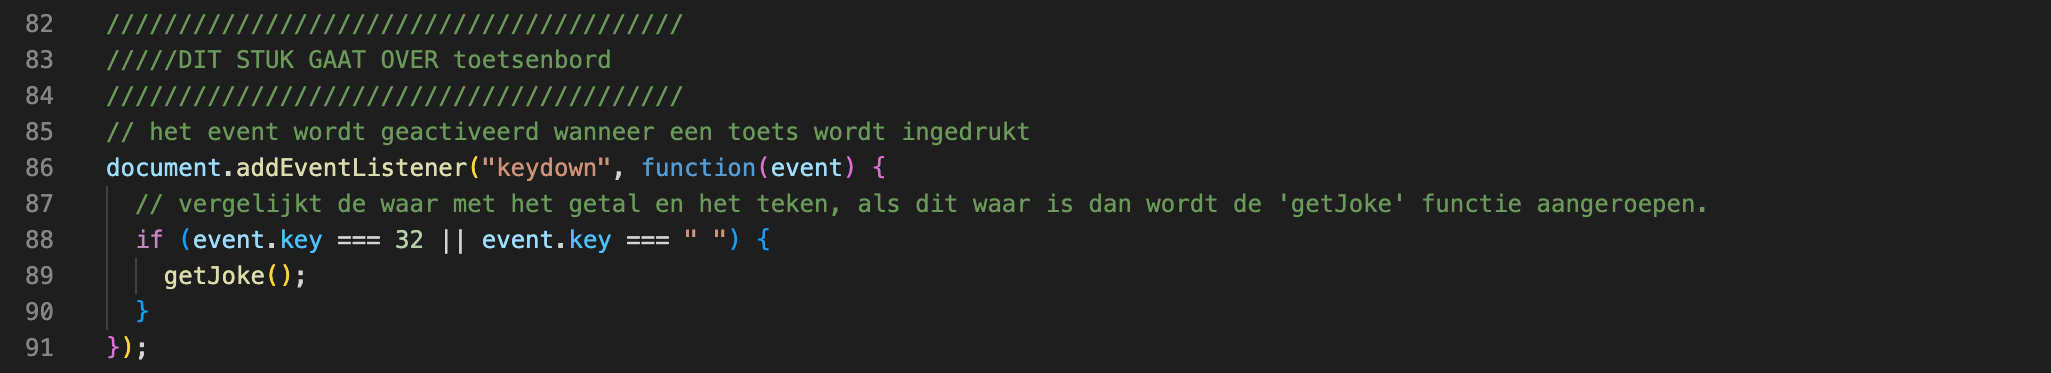 82 ////////////////////////////////////////
83 /////DIT STUK GAAT OVER toetsenbord
84 ////////////////////////////////////////
85 // het event wordt geactiveerd wanneer een toets wordt ingedrukt
86 document.addEventListener("keydown", function(event) {
87 // vergelijkt de waar met het getal en het teken, als dit waar is dan wordt de 'getJoke' functie aangeroepen.
88 if (event.key === 32 || event.key === " ") {
89 getJoke();
90 }
91 });